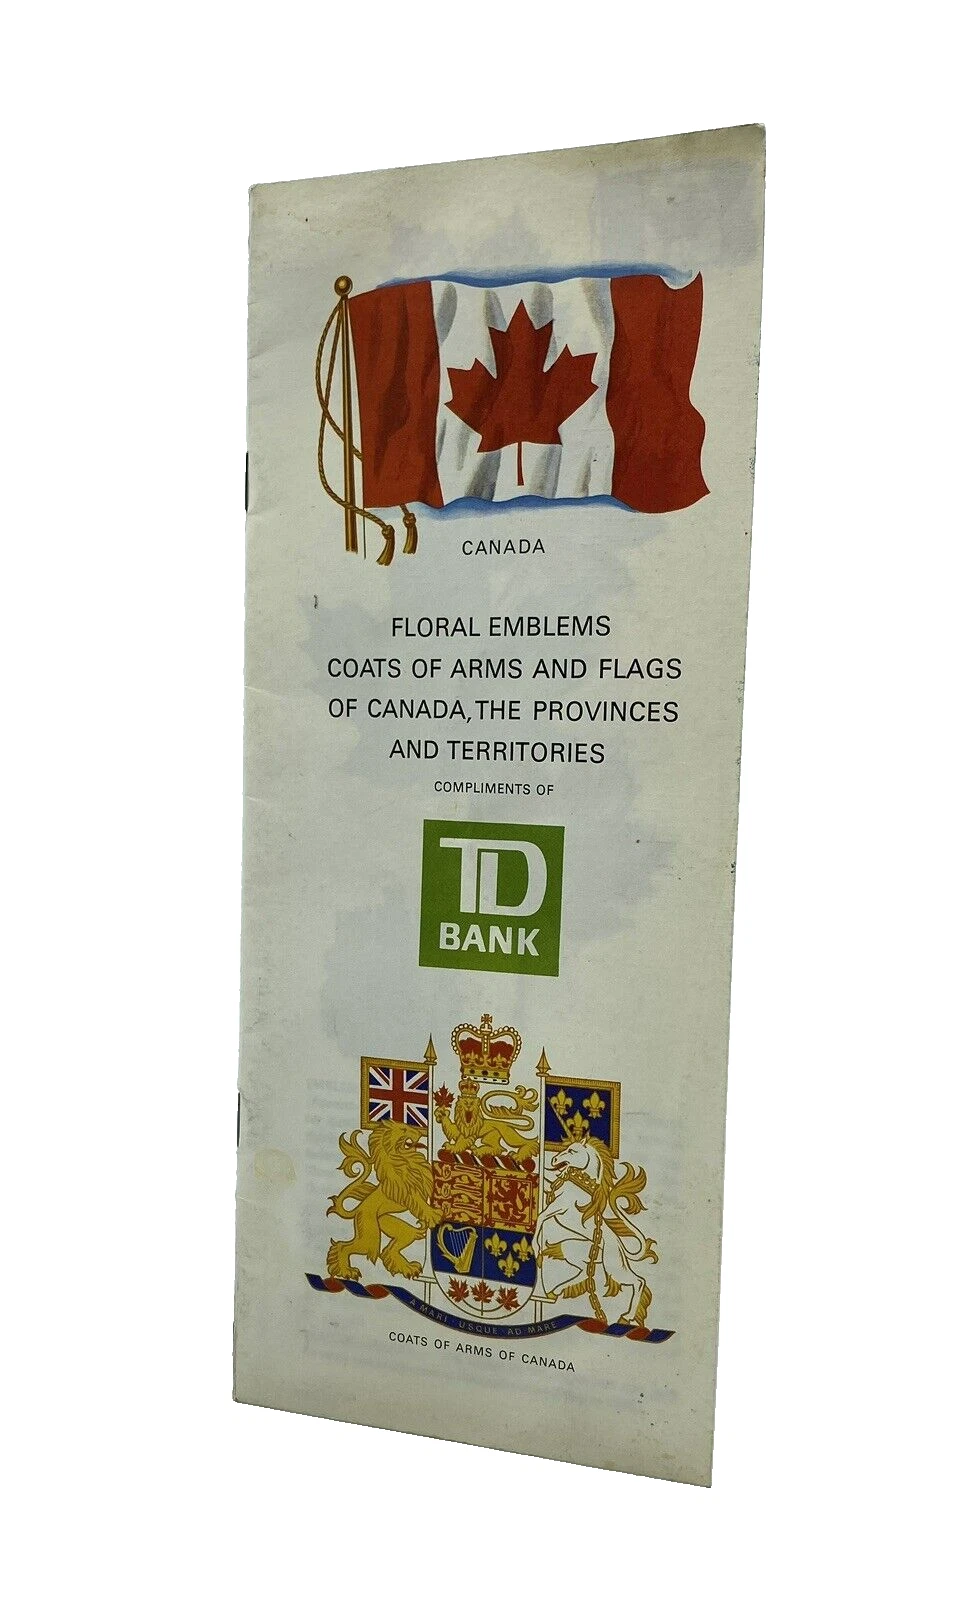 CANADA
FLORAL EMBLEMS
COATS OF ARMS AND FLAGS
OF CANADA, THE PROVINCES
AND TERRITORIES
COMPLIMENTS OF
TD
BANK
A MARI · USQUE · AD MARE
COATS OF ARMS OF CANADA